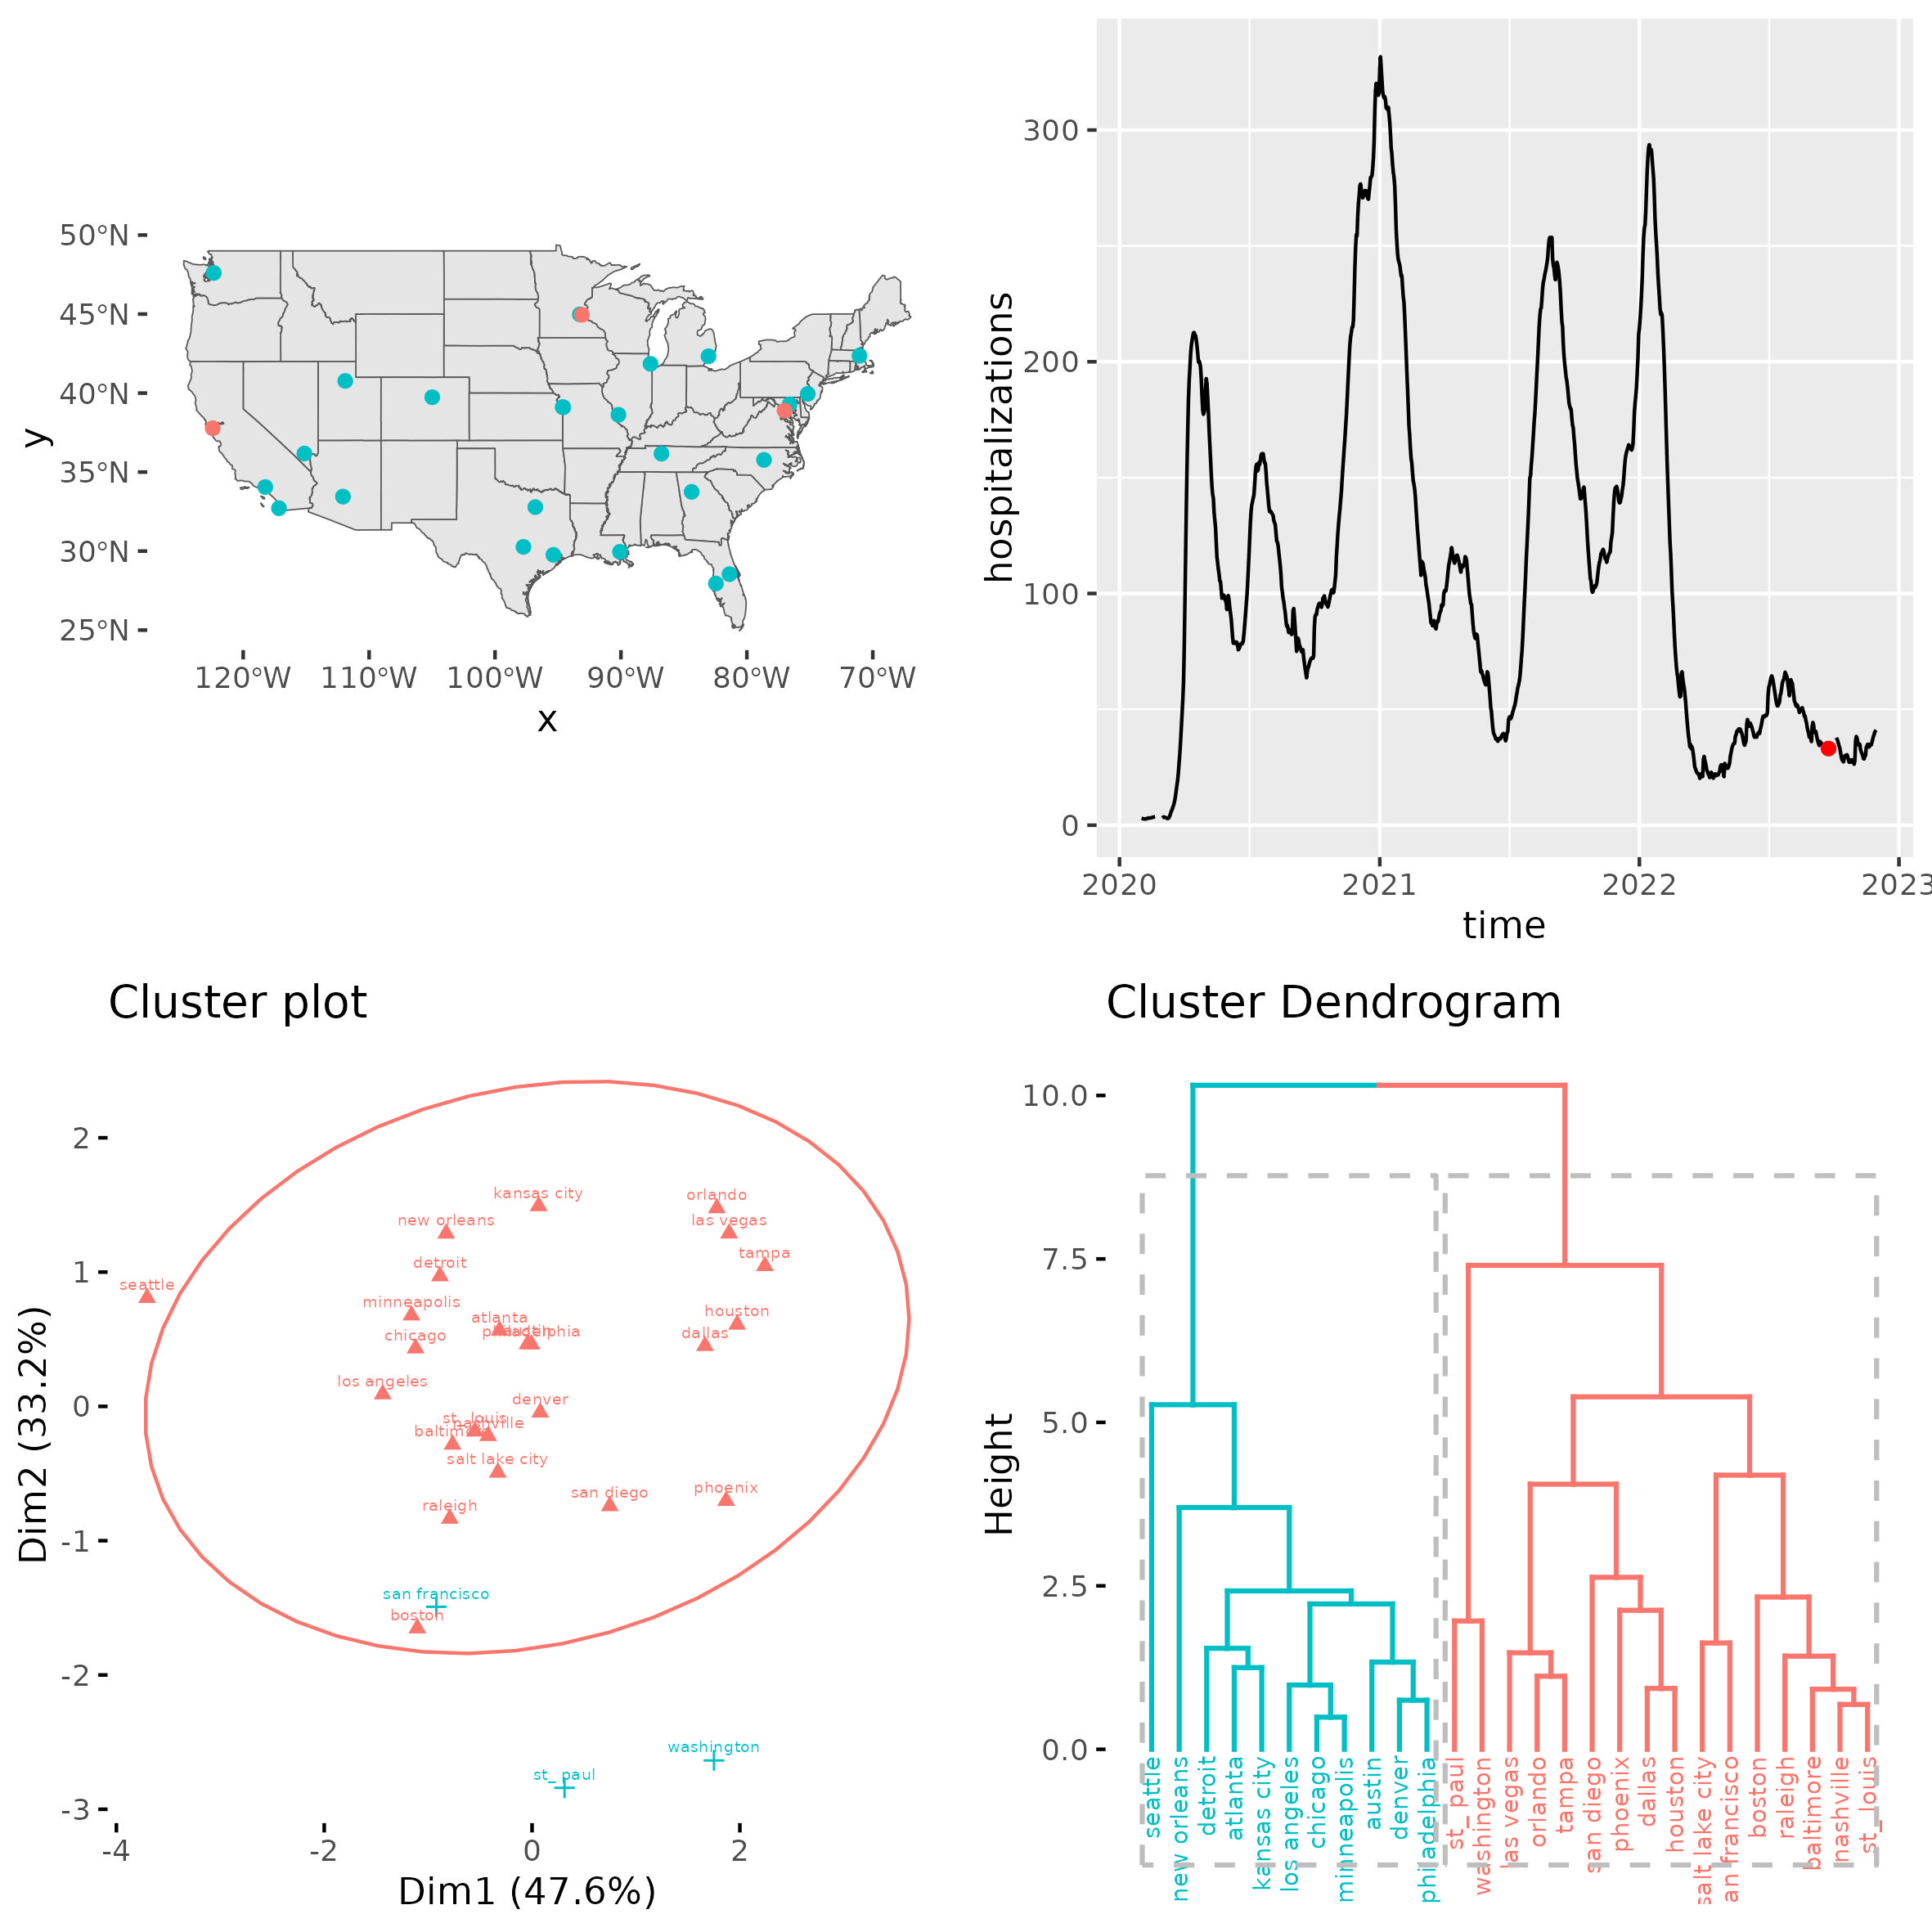 50°N
45°N
40°N
35°N
30°N
25°N
y
120°W 110°W 100°W 90°W 80°W 70°W
x
300
200
100
0
hospitalizations
2020 2021 2022 2023
time
Cluster plot
2
1
0
-1
-2
-3
Dim2 (33.2%)
kansas city
orlando
new orleans
las vegas
tampa
detroit
seattle
minneapolis
houston
atlanta
philadelphia
dallas
chicago
los angeles
denver
st_louis
nashville
baltimore
salt lake city
san diego
phoenix
raleigh
san francisco
boston
washington
st_paul
-4 -2 0 2
Dim1 (47.6%)
Cluster Dendrogram
10.0
7.5
5.0
2.5
0.0
Height
seattle
new orleans
detroit
atlanta
kansas city
los angeles
chicago
minneapolis
austin
denver
philadelphia
st_paul
washington
las vegas
orlando
tampa
san diego
phoenix
dallas
houston
salt lake city
an francisco
boston
raleigh
baltimore
nashville
st_louis